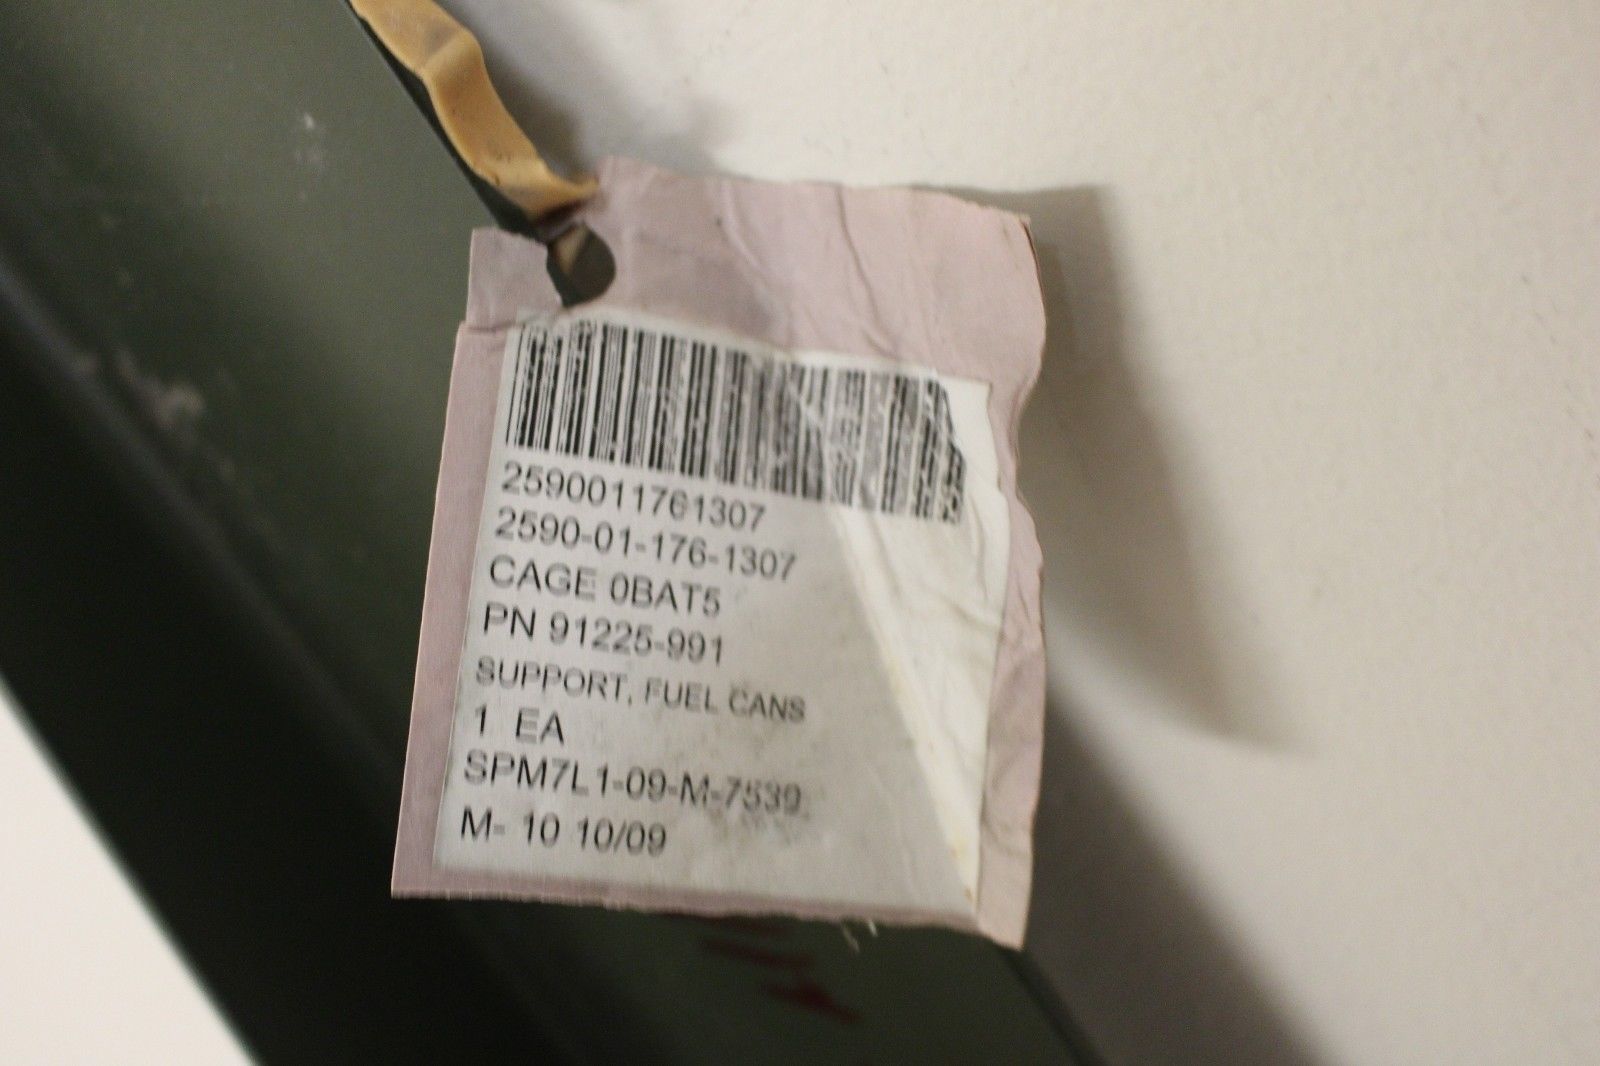 2590011761307
2590-01-176-1307
CAGE 0BAT5
PN 91225-991
SUPPORT, FUEL CANS
1 EA
SPM7L1-09-M-7539
M- 10 10/09